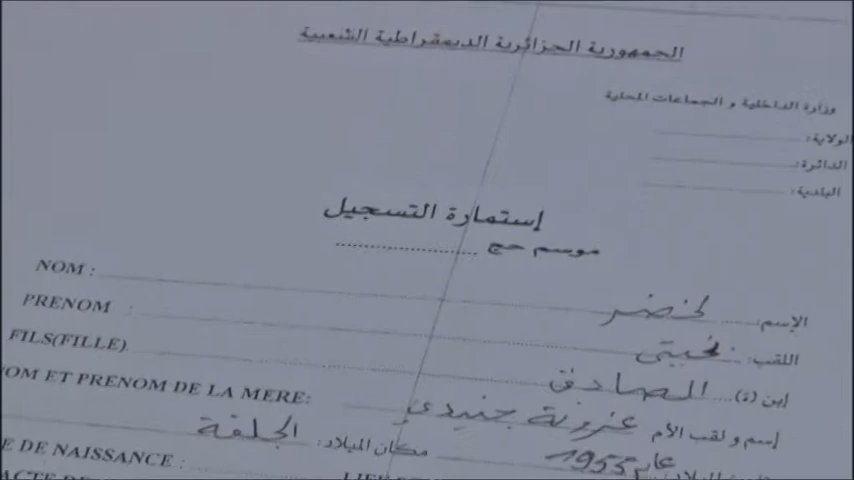 الجمهورية الجزائرية الديمقراطية الشعبية
وزارة الداخلية و الجماعات المحلية
الولاية:
الدائرة:
البلدية:
إستمارة التسجيل
موسم حج
NOM : الإسم: لخضر
PRENOM : اللقب:
FILS(FILLE) ابن (ة) الصادق
NOM ET PRENOM DE LA MERE: إسم و لقب الأم عزونة جنيدي
مكان الميلاد: الجلفة
عام 1955
E DE NAISSANCE :